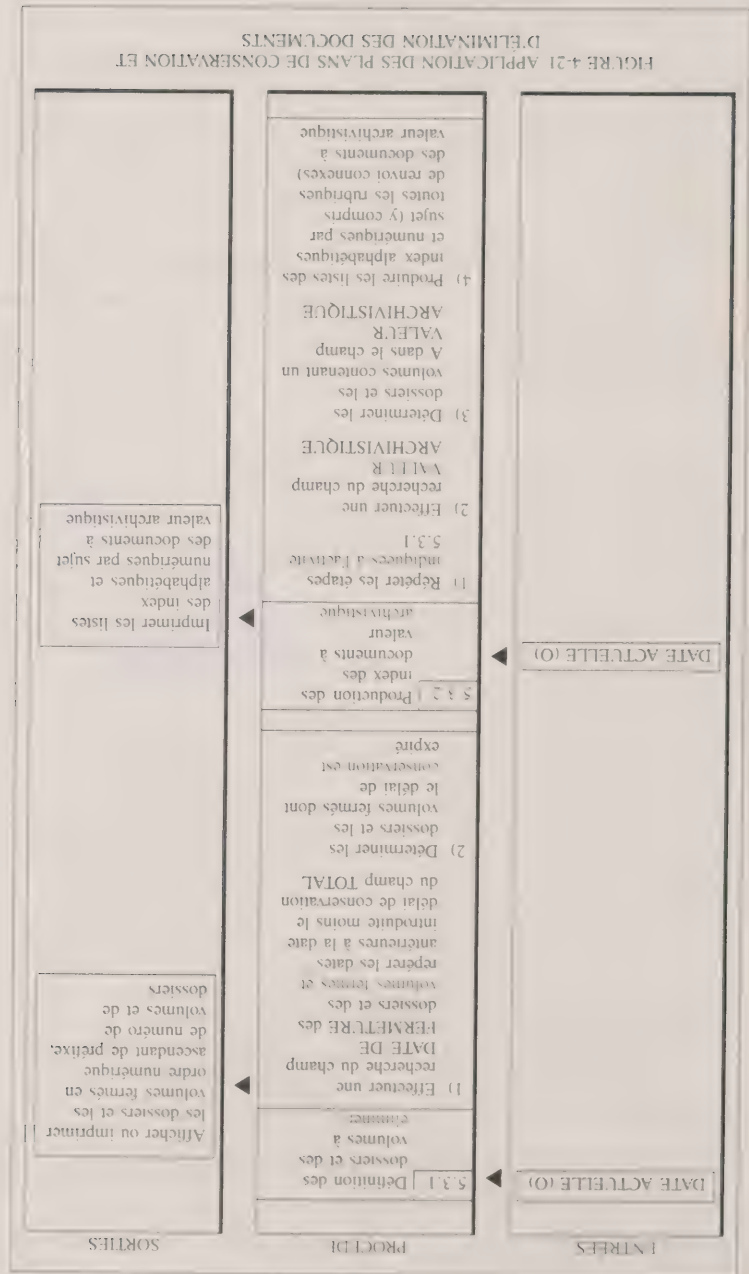 ENTRÉES
PROCÉDÉ
SORTIES
DATE ACTUELLE (O)
5.3.1 Définition des
dossiers et des
volumes à
éliminer
1) Effectuer une
recherche du champ
DATE DE
FERMETURE des
dossiers et des
volumes fermés et
repérer les dates
antérieures à la date
introduite moins le
délai de conservation
du champ TOTAL
2) Déterminer les
dossiers et les
volumes fermés dont
le délai de
conservation est
expiré
Afficher ou imprimer
les dossiers et les
volumes fermés en
ordre numérique
ascendant de préfixe,
de numéro de
volumes et de
dossiers
DATE ACTUELLE (O)
5.3.2 Production des
index des
documents à
valeur
archivistique
1) Répéter les étapes
indiquées à l'activité
5.3.1
2) Effectuer une
recherche du champ
VALEUR
ARCHIVISTIQUE
3) Déterminer les
dossiers et les
volumes contenant un
A dans le champ
VALEUR
ARCHIVISTIQUE
4) Produire les listes des
index alphabétiques
et numériques par
sujet (y compris
toutes les rubriques
de renvoi connexes)
des documents à
valeur archivistique
Imprimer les listes
des index
alphabétiques et
numériques par sujet
des documents à
valeur archivistique
FIGURE 4-21 APPLICATION DES PLANS DE CONSERVATION ET
D'ÉLIMINATION DES DOCUMENTS